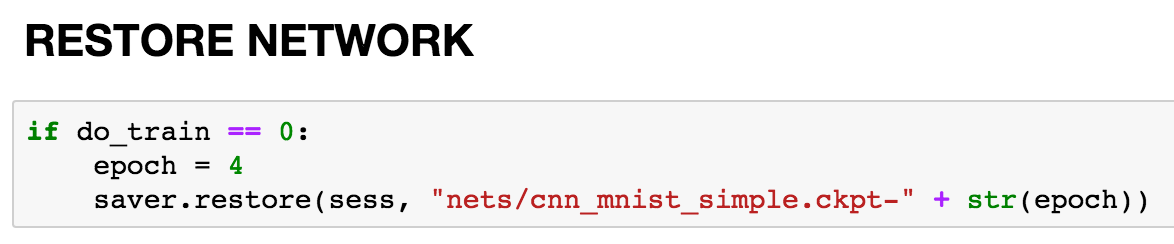 RESTORE NETWORK
if do_train == 0:
    epoch = 4
    saver.restore(sess, "nets/cnn_mnist_simple.ckpt-" + str(epoch))